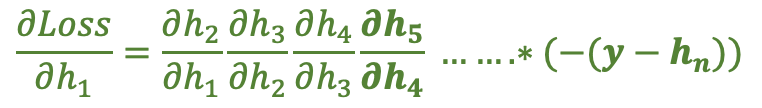 ∂Loss/∂h₁ = ∂h₂/∂h₁ ∂h₃/∂h₂ ∂h₄/∂h₃ ∂h₅/∂h₄ … … .* (−(y − hₙ))